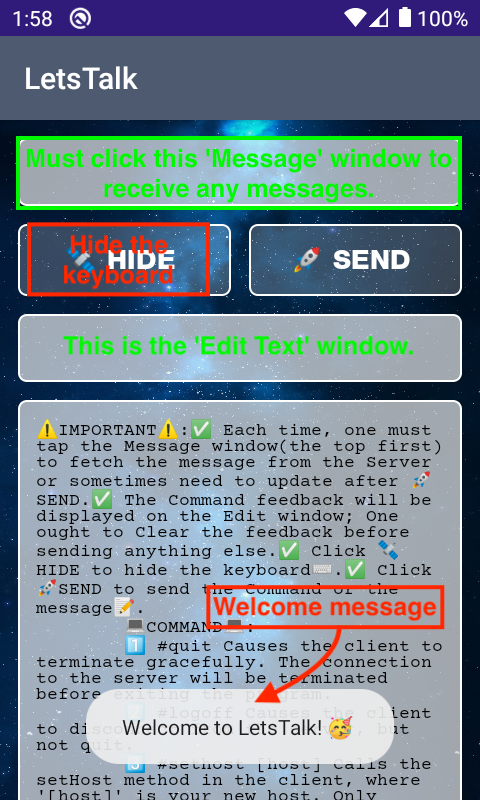 1:58 100%
LetsTalk
Must click this 'Message' window to
receive any messages.
Hide the
keyboard
HIDE
SEND
This is the 'Edit Text' window.
⚠️IMPORTANT⚠️:✅ Each time, one must
tap the Message window(the top first)
to fetch the message from the Server
or sometimes need to update after 🚀
SEND.✅ The Command feedback will be
displayed on the Edit window; One
ought to Clear the feedback before
sending anything else.✅ Click 🛰️
HIDE to hide the keyboard⌨️.✅ Click
🚀SEND to send the Command or the
message📝.
Welcome message
💻COMMAND💻:
1️⃣ #quit Causes the client to
terminate gracefully. The connection
to the server will be terminated
before exiting the program.
#logoff Causes the client
to but
not quit.
Welcome to LetsTalk! 🥳
3️⃣ #sethost [host] Calls the
setHost method in the client, where
'[host]' is your new host. Only